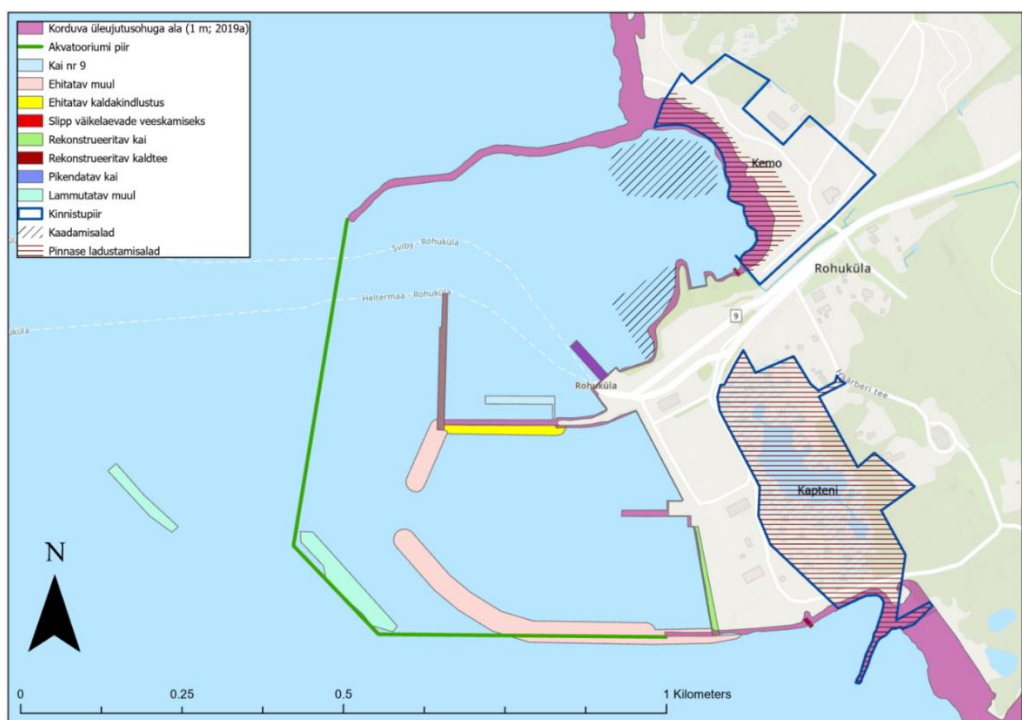 Korduva üleujutusohuga ala (1 m; 2019a)
Akvatooriumi piir
Kai nr 9
Ehitatav muul
Ehitatav kaldakindlustus
Slipp väikelaevade veeskamiseks
Rekonstrueeritav kai
Rekonstrueeritav kaldtee
Pikendatav kai
Lammutatav muul
Kinnistupiir
Kaadamisalad
Pinnase ladustamisalad
Kemo
Sviby - Rohuküla
Rohuküla
Heltermaa - Rohuküla
9
Rohuküla
Kapteni
N
0 0.25 0.5 1 Kilometers